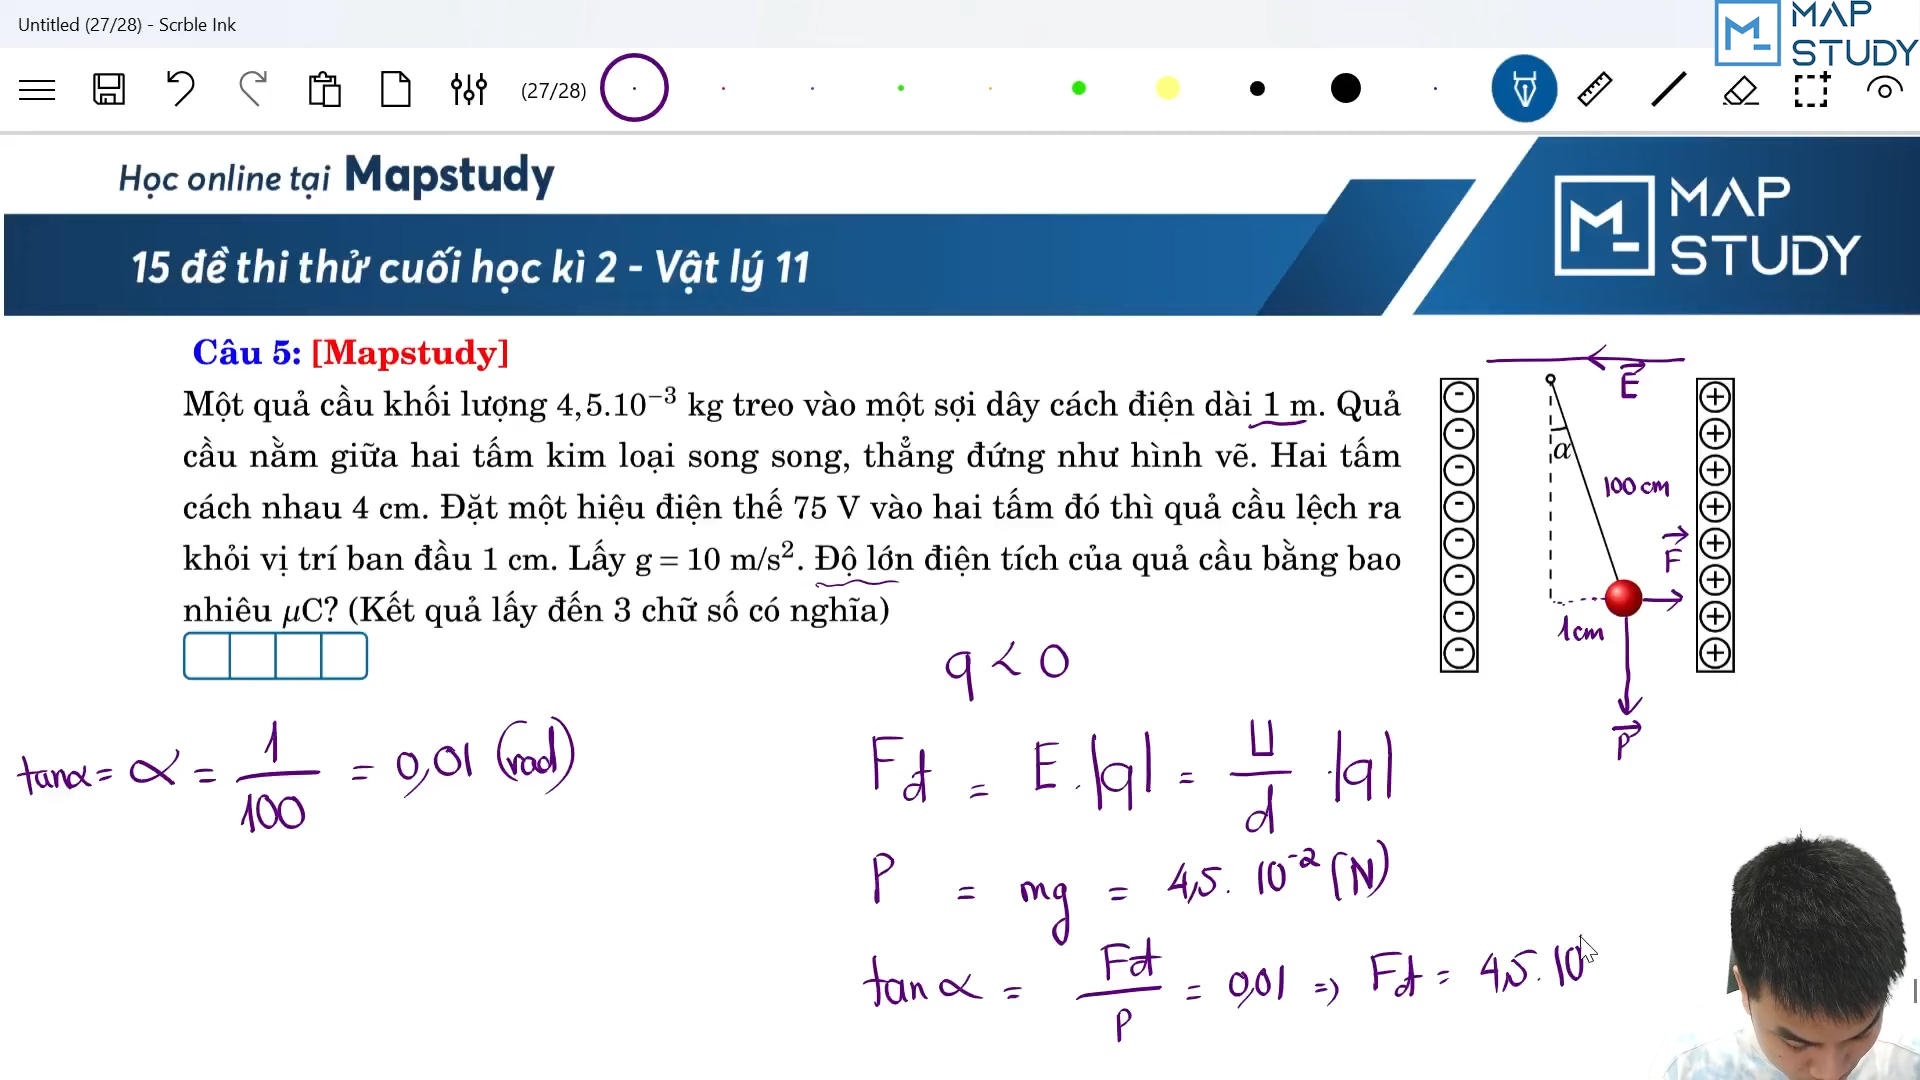 Untitled (27/28) - Scrble Ink
MAP
STUDY
(27/28)
Học online tại Mapstudy
MAP
STUDY
15 đề thi thử cuối học kì 2 - Vật lý 11
Câu 5: [Mapstudy]
Một quả cầu khối lượng 4,5.10⁻³ kg treo vào một sợi dây cách điện dài 1 m. Quả
cầu nằm giữa hai tấm kim loại song song, thẳng đứng như hình vẽ. Hai tấm
cách nhau 4 cm. Đặt một hiệu điện thế 75 V vào hai tấm đó thì quả cầu lệch ra
khỏi vị trí ban đầu 1 cm. Lấy g = 10 m/s². Độ lớn điện tích của quả cầu bằng bao
nhiêu μC? (Kết quả lấy đến 3 chữ số có nghĩa)
E
α
100 cm
F
1cm
P
q < 0
tanα = α = 1/100 = 0,01 (rad)
Fđ = E.|q| = U/d .|q|
P = mg = 4,5. 10⁻² (N)
tan α = Fđ/P = 0,01 => Fđ = 4,5.10